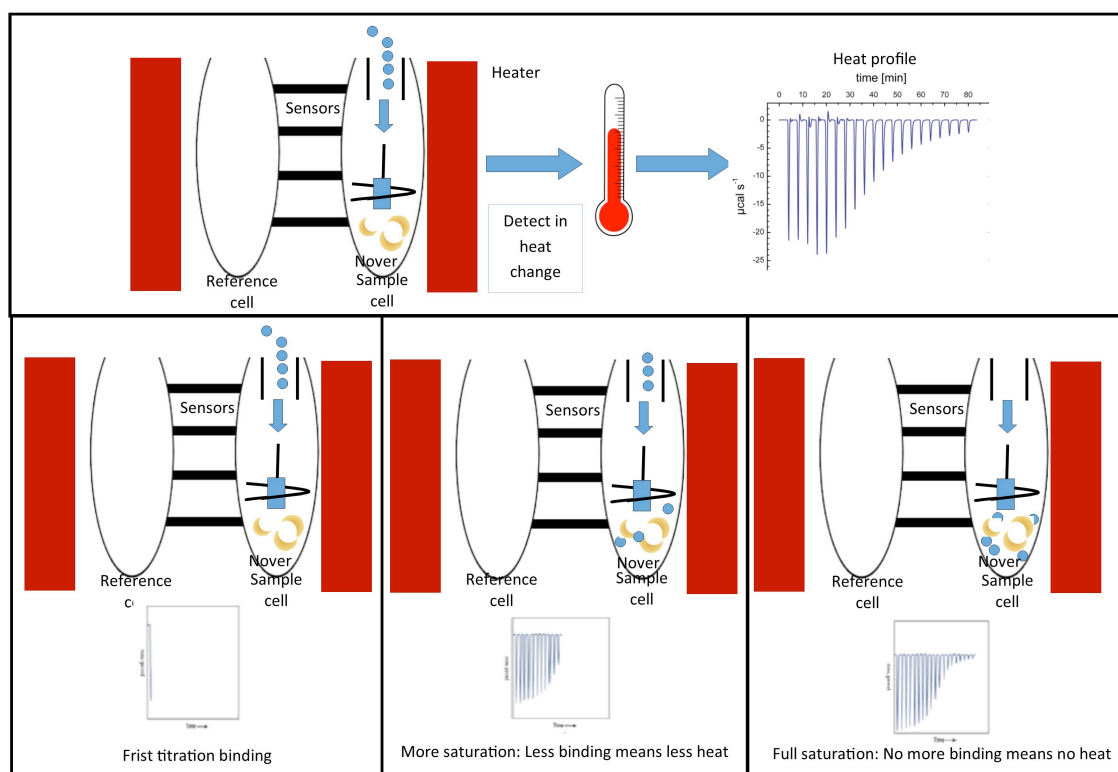 Heater
Sensors
Detect in
heat
change
Nover
Reference
cell
Sample
cell
Heat profile
time [min]
0 10 20 30 40 50 60 70 80
0
-5
-10
-15
-20
-25
µcal s⁻¹
Sensors
Nover
Reference
Sample
cell
Time
Frist titration binding
Sensors
Nover
Reference
cell
Sample
cell
Time
More saturation: Less binding means less heat
Sensors
Nover
Reference
cell
Sample
cell
Time
Full saturation: No more binding means no heat